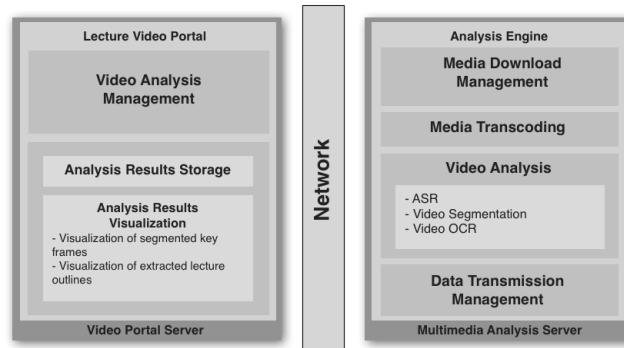 Lecture Video Portal
Video Analysis
Management
Analysis Results Storage
Analysis Results
Visualization
- Visualization of segmented key
frames
- Visualization of extracted lecture
outlines
Video Portal Server
Network
Analysis Engine
Media Download
Management
Media Transcoding
Video Analysis
- ASR
- Video Segmentation
- Video OCR
Data Transmission
Management
Multimedia Analysis Server